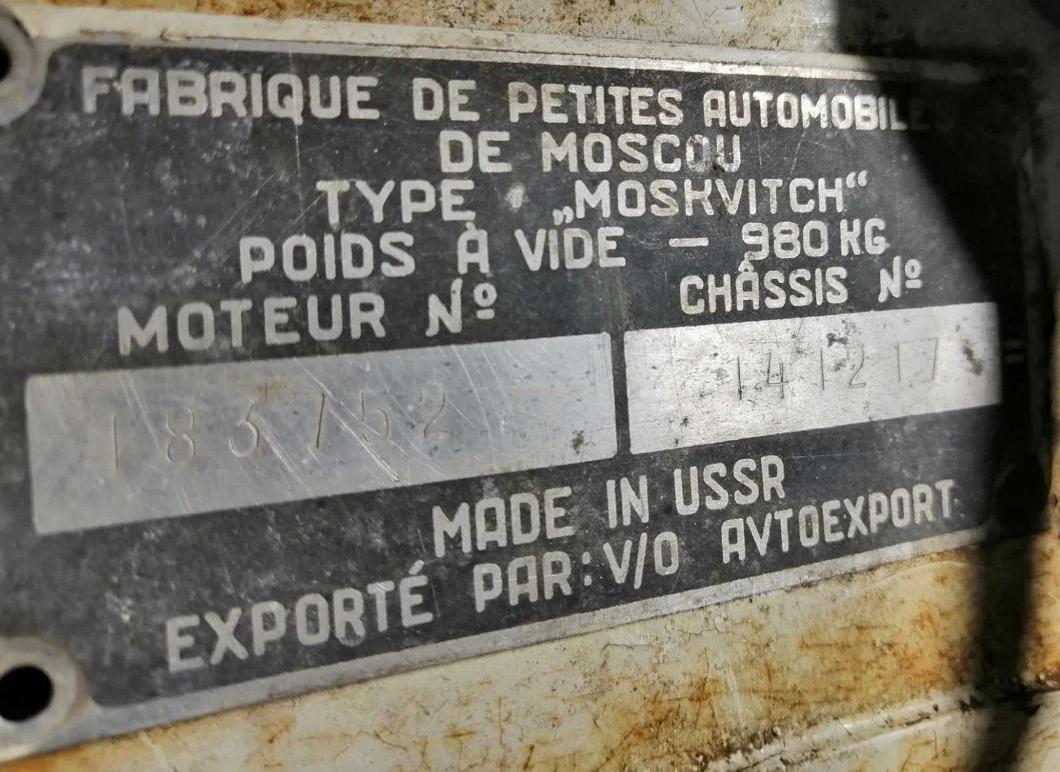 FABRIQUE DE PETITES AUTOMOBILES
DE MOSCOU
TYPE „MOSKVITCH“
POIDS À VIDE — 980 KG
MOTEUR Nº CHÂSSIS Nº
183752 141217
MADE IN USSR
EXPORTÉ PAR: V/O AVTOEXPORT